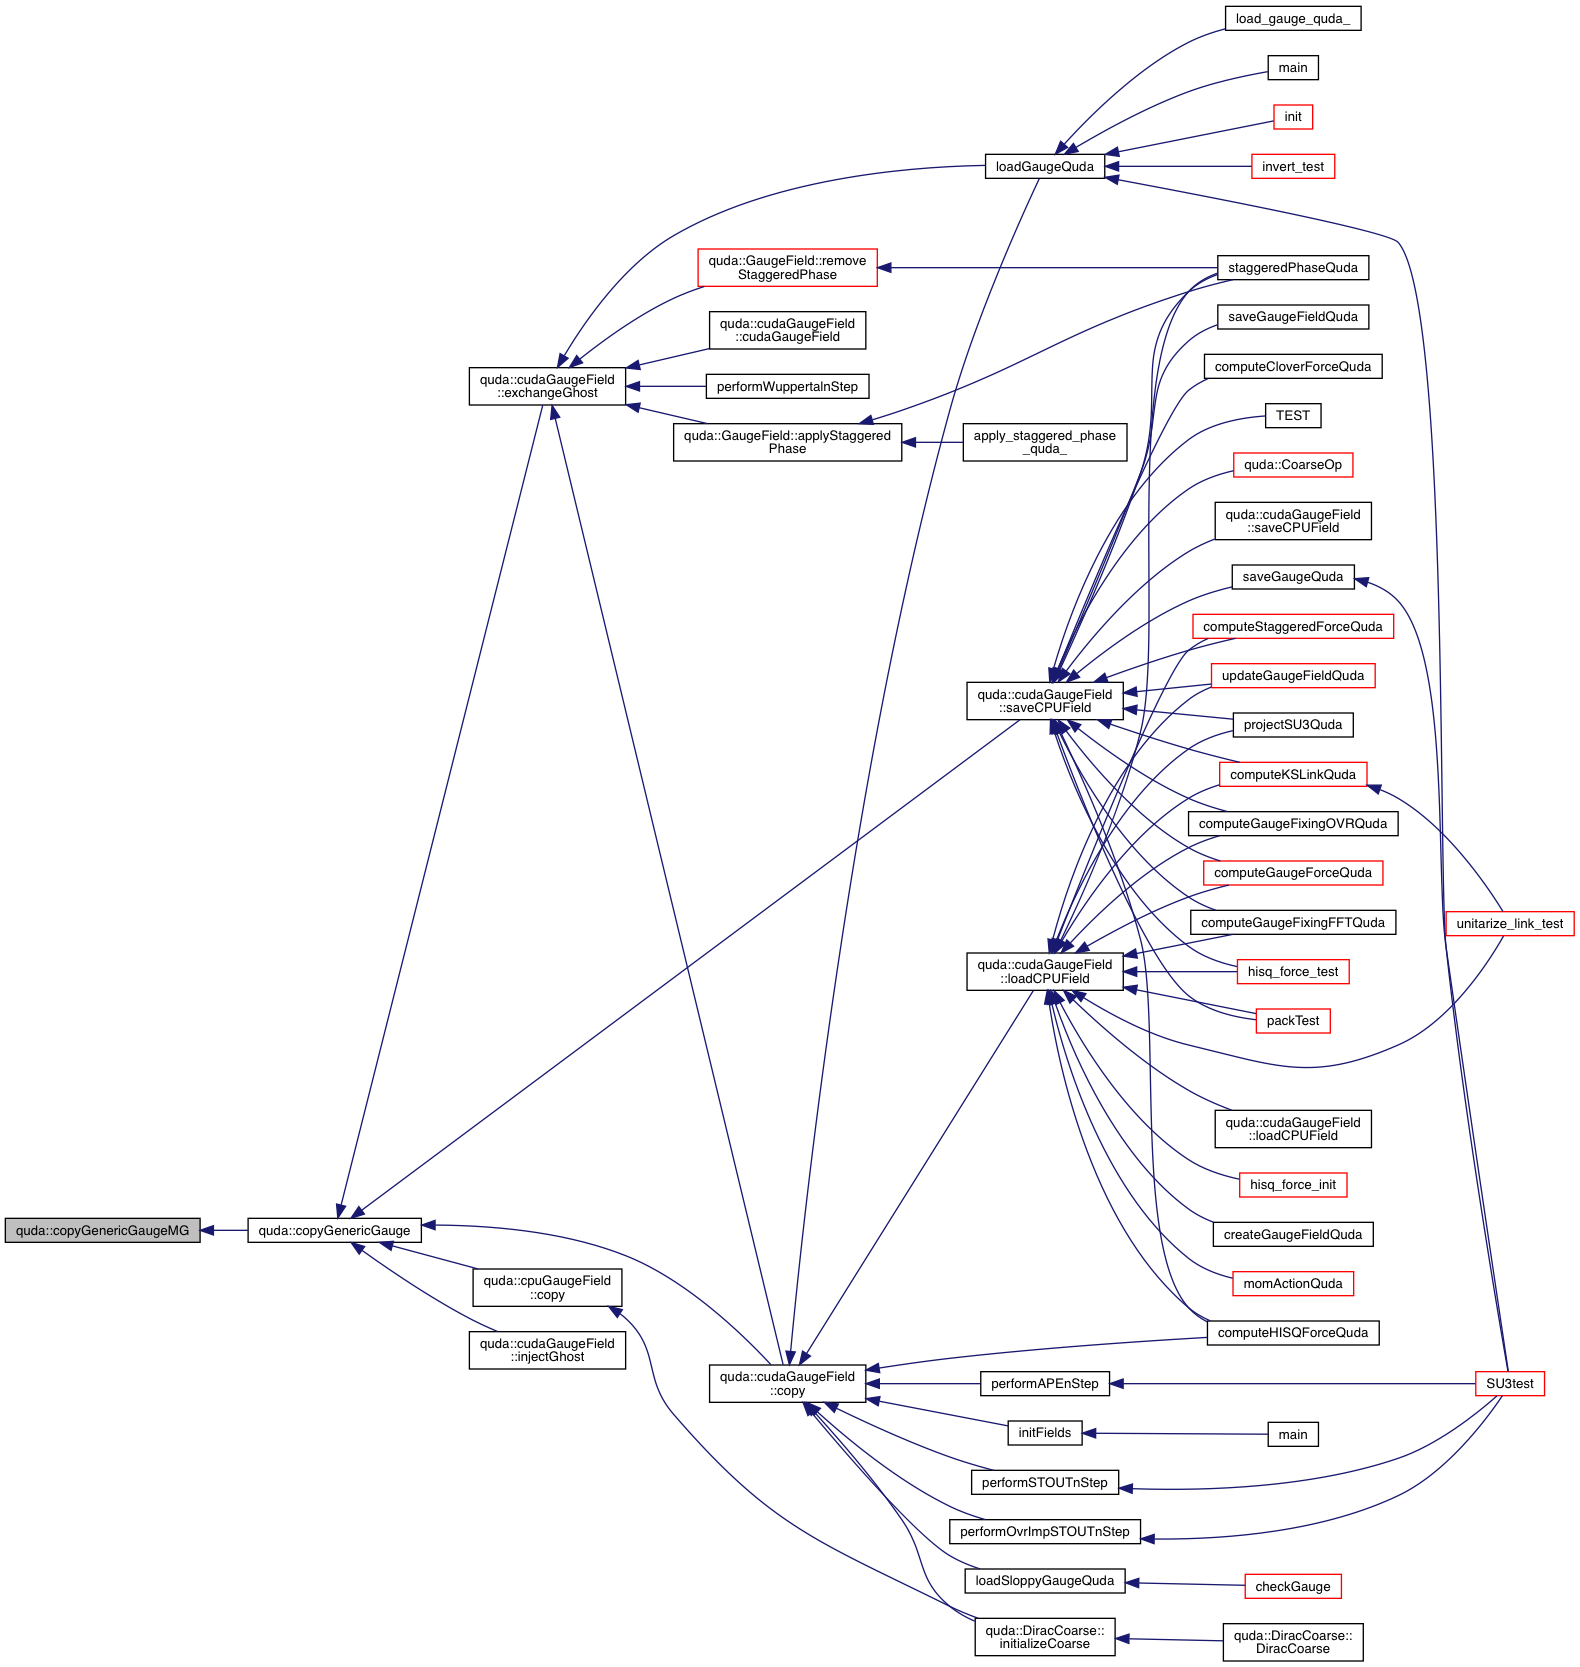 load_gauge_quda_
main
init
loadGaugeQuda
invert_test
quda::GaugeField::remove
StaggeredPhase
staggeredPhaseQuda
quda::cudaGaugeField
::cudaGaugeField
saveGaugeFieldQuda
computeCloverForceQuda
quda::cudaGaugeField
::exchangeGhost
performWuppertalnStep
TEST
quda::GaugeField::applyStaggered
Phase
apply_staggered_phase
_quda_
quda::CoarseOp
quda::cudaGaugeField
::saveCPUField
saveGaugeQuda
computeStaggeredForceQuda
updateGaugeFieldQuda
quda::cudaGaugeField
::saveCPUField
projectSU3Quda
computeKSLinkQuda
computeGaugeFixingOVRQuda
computeGaugeForceQuda
computeGaugeFixingFFTQuda
unitarize_link_test
quda::cudaGaugeField
::loadCPUField
hisq_force_test
packTest
quda::cudaGaugeField
::loadCPUField
hisq_force_init
quda::copyGenericGaugeMG
quda::copyGenericGauge
createGaugeFieldQuda
quda::cpuGaugeField
::copy
momActionQuda
quda::cudaGaugeField
::injectGhost
computeHISQForceQuda
quda::cudaGaugeField
::copy
performAPEnStep
SU3test
initFields
main
performSTOUTnStep
performOvrImpSTOUTnStep
loadSloppyGaugeQuda
checkGauge
quda::DiracCoarse::
initializeCoarse
quda::DiracCoarse::
DiracCoarse